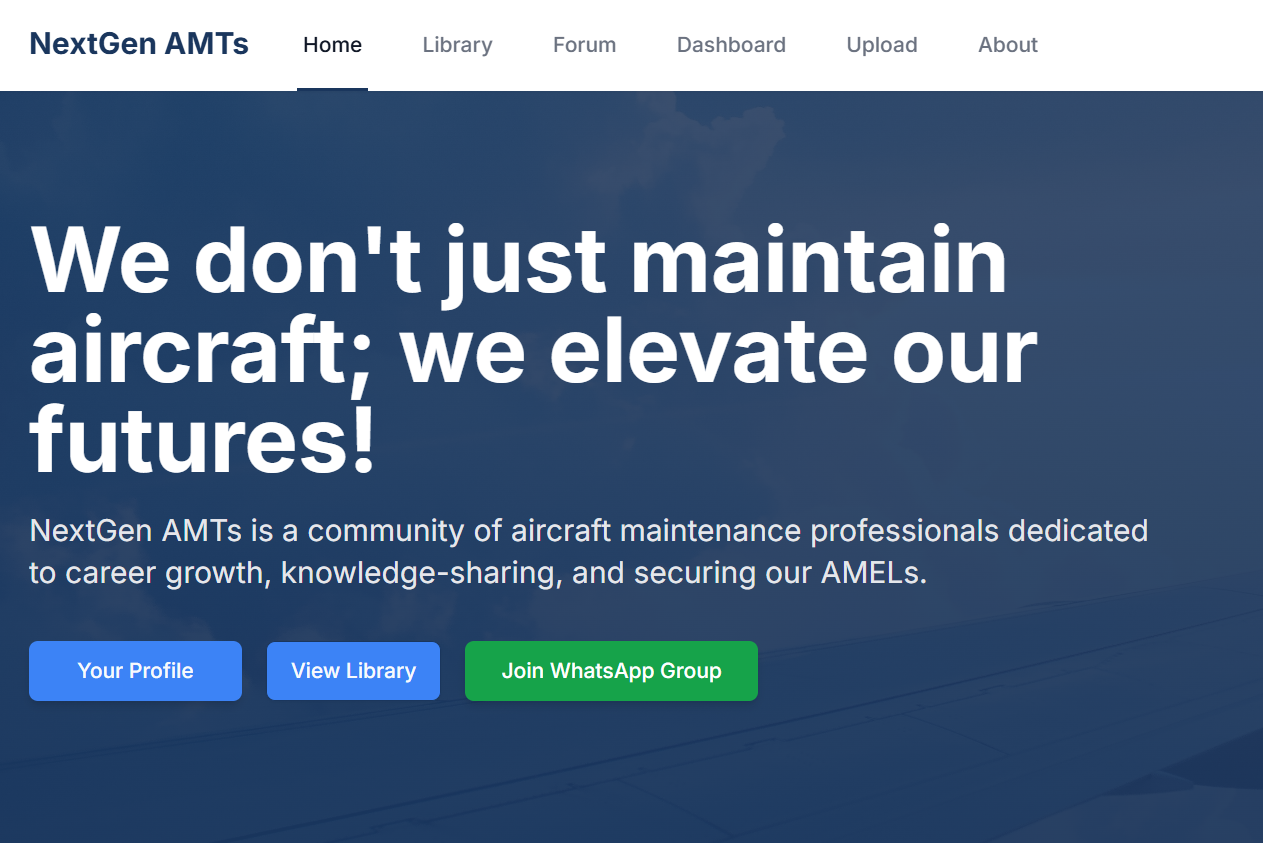 NextGen AMTs Home Library Forum Dashboard Upload About
We don't just maintain
aircraft; we elevate our
futures!
NextGen AMTs is a community of aircraft maintenance professionals dedicated
to career growth, knowledge-sharing, and securing our AMELs.
Your Profile View Library Join WhatsApp Group